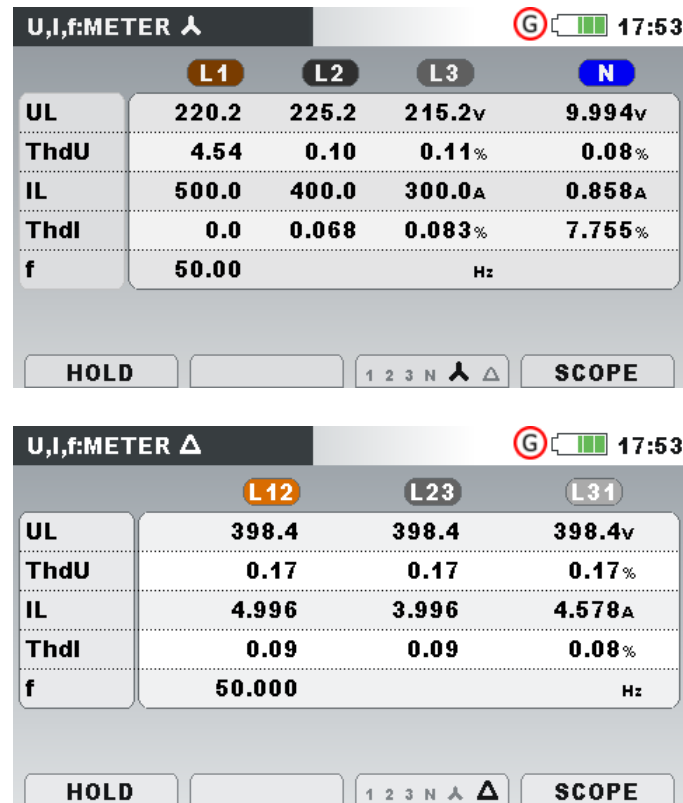 U,I,f:METER G 17:53
L1 L2 L3 N
UL 220.2 225.2 215.2V 9.994V
ThdU 4.54 0.10 0.11% 0.08%
IL 500.0 400.0 300.0A 0.858A
ThdI 0.0 0.068 0.083% 7.755%
f 50.00 Hz
HOLD 1 2 3 N 人 Δ SCOPE
U,I,f:METER Δ G 17:53
L12 L23 L31
UL 398.4 398.4 398.4V
ThdU 0.17 0.17 0.17%
IL 4.996 3.996 4.578A
ThdI 0.09 0.09 0.08%
f 50.000 Hz
HOLD 1 2 3 N 人 Δ SCOPE